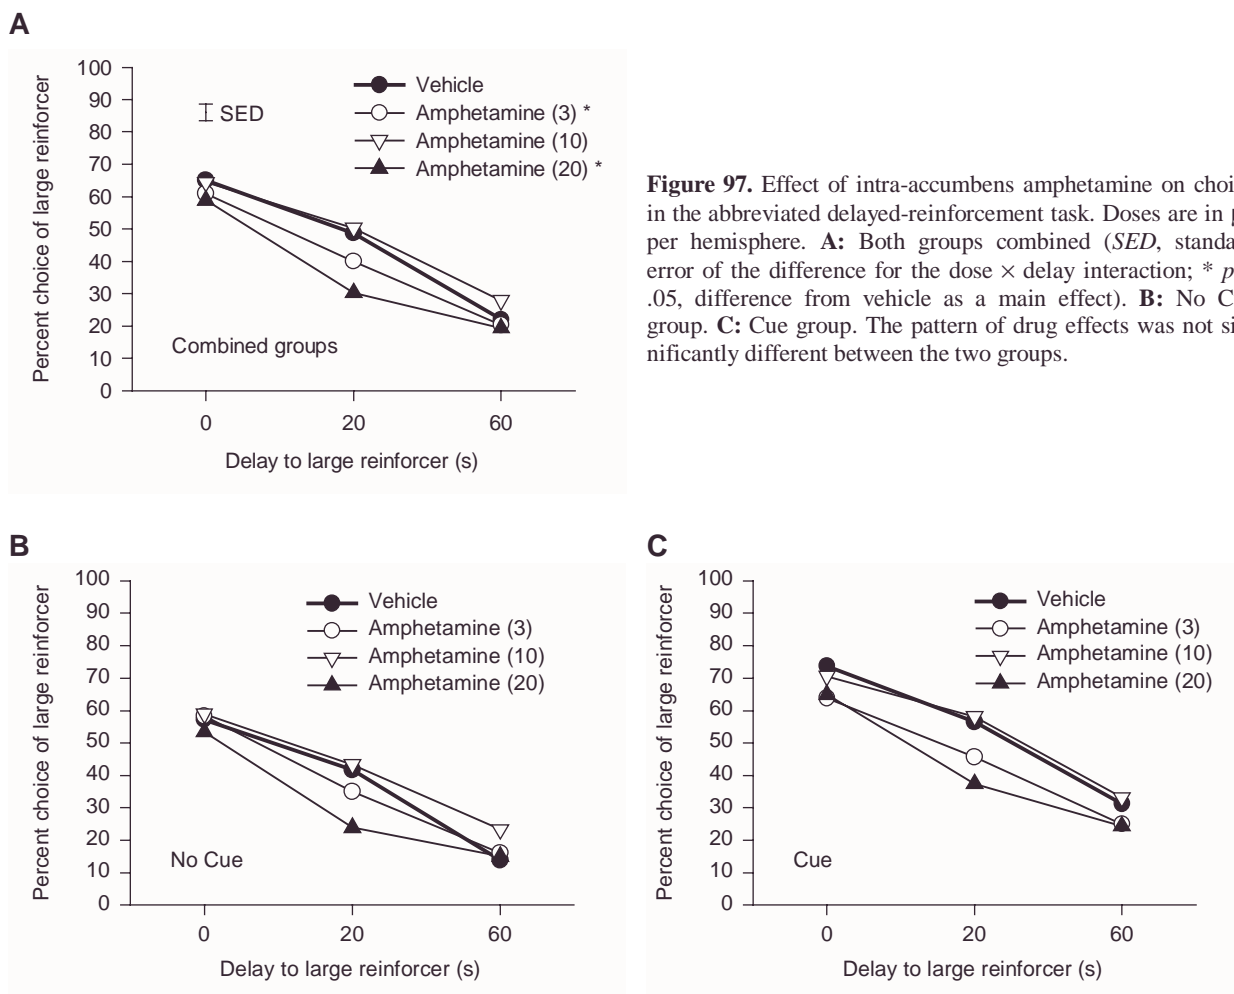 A
100
90
80
70
60
50
40
30
20
10
0
Percent choice of large reinforcer
SED
Vehicle
Amphetamine (3) *
Amphetamine (10)
Amphetamine (20) *
Combined groups
0 20 60
Delay to large reinforcer (s)
Figure 97. Effect of intra-accumbens amphetamine on
in the abbreviated delayed-reinforcement task. Doses are in
per hemisphere. A: Both groups combined (SED,
error of the difference for the dose × delay interaction; * p
.05, difference from vehicle as a main effect). B: No
group. C: Cue group. The pattern of drug effects was not
nificantly different between the two groups.
B
100
90
80
70
60
50
40
30
20
10
0
Percent choice of large reinforcer
Vehicle
Amphetamine (3)
Amphetamine (10)
Amphetamine (20)
No Cue
0 20 60
Delay to large reinforcer (s)
C
100
90
80
70
60
50
40
30
20
10
0
Percent choice of large reinforcer
Vehicle
Amphetamine (3)
Amphetamine (10)
Amphetamine (20)
Cue
0 20 60
Delay to large reinforcer (s)